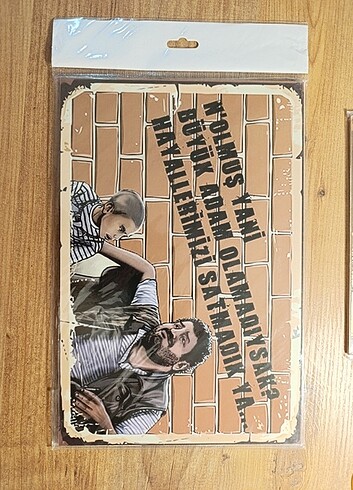 N'OLMUŞ YANİ
BÜYÜK ADAM OLAMADIYSAK?
HAYALLERİMİZİ SATMADIK YA...